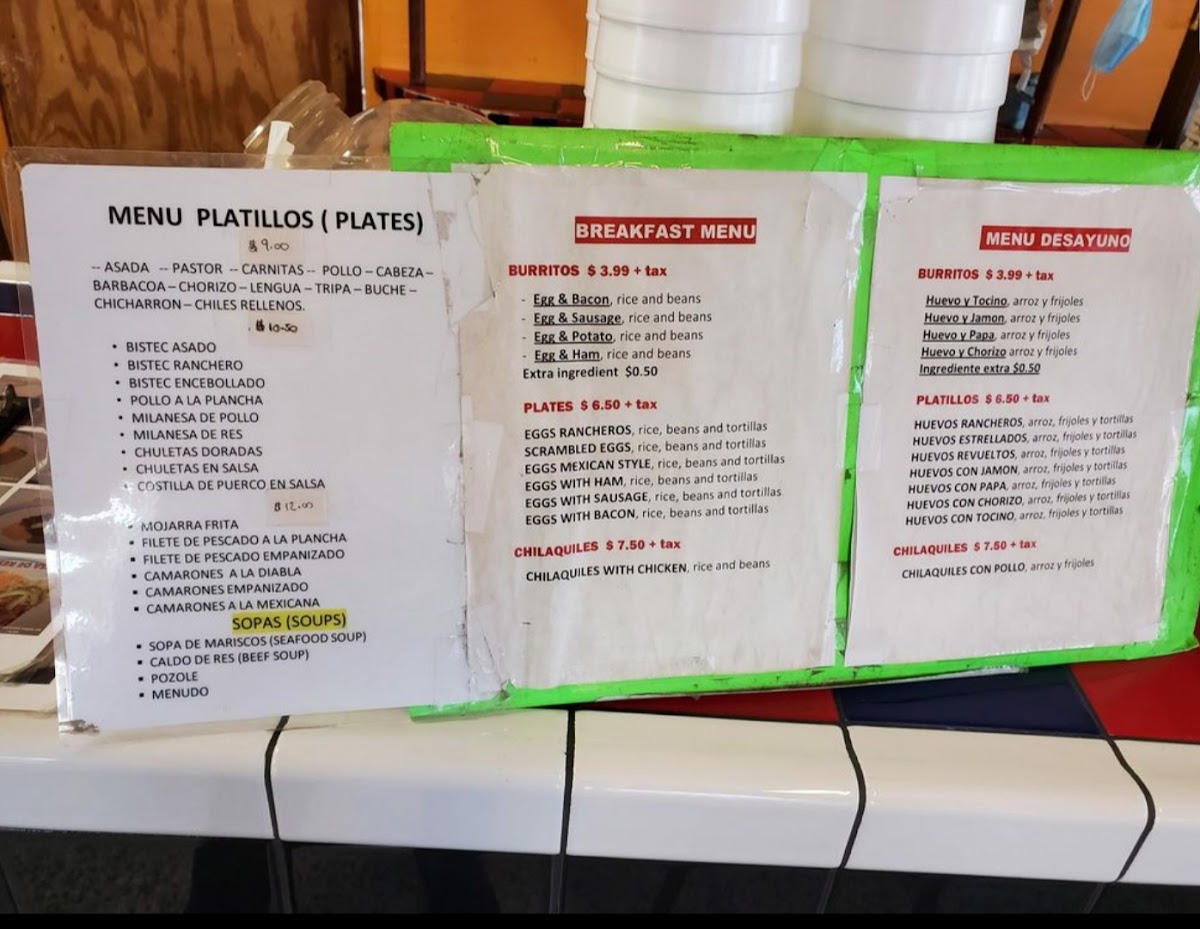 MENU PLATILLOS ( PLATES)
$ 9.00
-- ASADA -- PASTOR -- CARNITAS -- POLLO – CABEZA –
BARBACOA – CHORIZO – LENGUA – TRIPA – BUCHE –
CHICHARRON – CHILES RELLENOS.
. $ 10.50
• BISTEC ASADO
• BISTEC RANCHERO
• BISTEC ENCEBOLLADO
• POLLO A LA PLANCHA
• MILANESA DE POLLO
• MILANESA DE RES
• CHULETAS DORADAS
• CHULETAS EN SALSA
• COSTILLA DE PUERCO EN SALSA
$ 12.00
▪ MOJARRA FRITA
▪ FILETE DE PESCADO A LA PLANCHA
▪ FILETE DE PESCADO EMPANIZADO
▪ CAMARONES A LA DIABLA
▪ CAMARONES EMPANIZADO
▪ CAMARONES A LA MEXICANA
SOPAS (SOUPS)
▪ SOPA DE MARISCOS (SEAFOOD SOUP)
▪ CALDO DE RES (BEEF SOUP)
▪ POZOLE
▪ MENUDO
BREAKFAST MENU
BURRITOS $ 3.99 + tax
- Egg & Bacon, rice and beans
- Egg & Sausage, rice and beans
- Egg & Potato, rice and beans
- Egg & Ham, rice and beans
Extra ingredient $0.50
PLATES $ 6.50 + tax
EGGS RANCHEROS, rice, beans and tortillas
SCRAMBLED EGGS, rice, beans and tortillas
EGGS MEXICAN STYLE, rice, beans and tortillas
EGGS WITH HAM, rice, beans and tortillas
EGGS WITH SAUSAGE, rice, beans and tortillas
EGGS WITH BACON, rice, beans and tortillas
CHILAQUILES $ 7.50 + tax
CHILAQUILES WITH CHICKEN, rice and beans
MENU DESAYUNO
BURRITOS $ 3.99 + tax
Huevo y Tocino, arroz y frijoles
Huevo y Jamon, arroz y frijoles
Huevo y Papa, arroz y frijoles
Huevo y Chorizo arroz y frijoles
Ingrediente extra $0.50
PLATILLOS $ 6.50 + tax
HUEVOS RANCHEROS, arroz, frijoles y tortillas
HUEVOS ESTRELLADOS, arroz, frijoles y tortillas
HUEVOS REVUELTOS, arroz, frijoles y tortillas
HUEVOS CON JAMON, arroz, frijoles y tortillas
HUEVOS CON PAPA, arroz, frijoles y tortillas
HUEVOS CON CHORIZO, arroz, frijoles y tortillas
HUEVOS CON TOCINO, arroz, frijoles y tortillas
CHILAQUILES $ 7.50 + tax
CHILAQUILES CON POLLO, arroz y frijoles